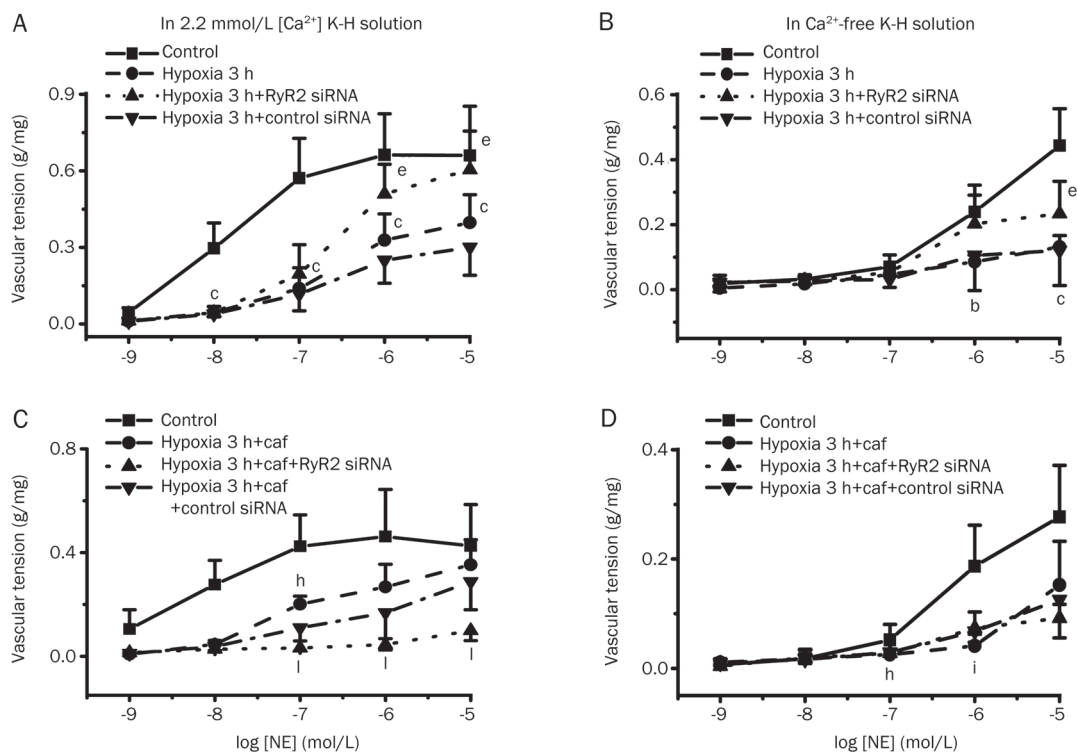 A
In 2.2 mmol/L [Ca²⁺] K-H solution
Control
Hypoxia 3 h
Hypoxia 3 h+RyR2 siRNA
Hypoxia 3 h+control siRNA
Vascular tension (g/mg)
0.9
0.6
0.3
0.0
c
c
e
c
e
c
-9 -8 -7 -6 -5
B
In Ca²⁺-free K-H solution
Control
Hypoxia 3 h
Hypoxia 3 h+RyR2 siRNA
Hypoxia 3 h+control siRNA
Vascular tension (g/mg)
0.6
0.4
0.2
0.0
e
b
c
-9 -8 -7 -6 -5
C
Control
Hypoxia 3 h+caf
Hypoxia 3 h+caf+RyR2 siRNA
Hypoxia 3 h+caf
+control siRNA
Vascular tension (g/mg)
0.8
0.4
0.0
h
l
l
l
-9 -8 -7 -6 -5
log [NE] (mol/L)
D
Control
Hypoxia 3 h+caf
Hypoxia 3 h+caf+RyR2 siRNA
Hypoxia 3 h+caf+control siRNA
Vascular tension (g/mg)
0.4
0.2
0.0
h
i
-9 -8 -7 -6 -5
log [NE] (mol/L)